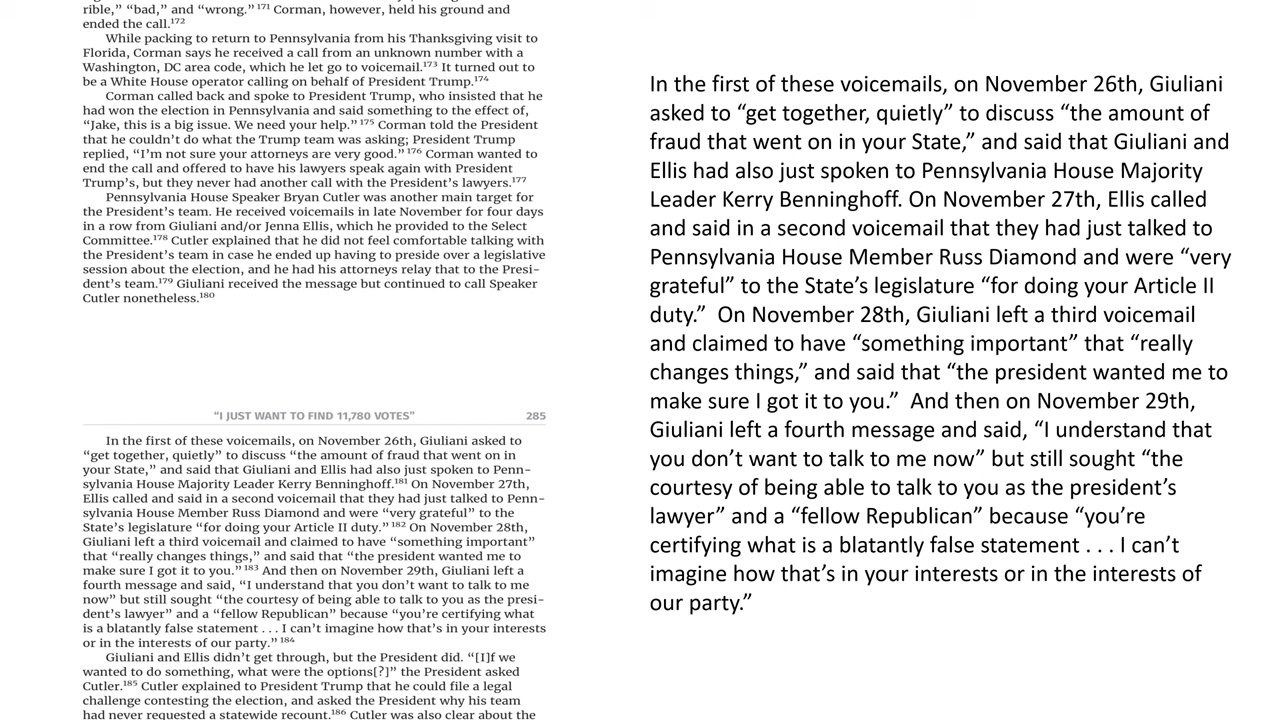 rible,” “bad,” and “wrong.” 171 Corman, however, held his ground and
ended the call.172
While packing to return to Pennsylvania from his Thanksgiving visit to
Florida, Corman says he received a call from an unknown number with a
Washington, DC area code, which he let go to voicemail.173 It turned out to
be a White House operator calling on behalf of President Trump.174
Corman called back and spoke to President Trump, who insisted that he
had won the election in Pennsylvania and said something to the effect of,
“Jake, this is a big issue. We need your help.” 175 Corman told the President
that he couldn’t do what the Trump team was asking; President Trump
replied, “I’m not sure your attorneys are very good.” 176 Corman wanted to
end the call and offered to have his lawyers speak again with President
Trump’s, but they never had another call with the President’s lawyers.177
Pennsylvania House Speaker Bryan Cutler was another main target for
the President’s team. He received voicemails in late November for four days
in a row from Giuliani and/or Jenna Ellis, which he provided to the Select
Committee.178 Cutler explained that he did not feel comfortable talking with
the President’s team in case he ended up having to preside over a legislative
session about the election, and he had his attorneys relay that to the Presi-
dent’s team.179 Giuliani received the message but continued to call Speaker
Cutler nonetheless.180
“I JUST WANT TO FIND 11,780 VOTES” 285
In the first of these voicemails, on November 26th, Giuliani asked to
“get together, quietly” to discuss “the amount of fraud that went on in
your State,” and said that Giuliani and Ellis had also just spoken to Penn-
sylvania House Majority Leader Kerry Benninghoff.181 On November 27th,
Ellis called and said in a second voicemail that they had just talked to Penn-
sylvania House Member Russ Diamond and were “very grateful” to the
State’s legislature “for doing your Article II duty.” 182 On November 28th,
Giuliani left a third voicemail and claimed to have “something important”
that “really changes things,” and said that “the president wanted me to
make sure I got it to you.” 183 And then on November 29th, Giuliani left a
fourth message and said, “I understand that you don’t want to talk to me
now” but still sought “the courtesy of being able to talk to you as the presi-
dent’s lawyer” and a “fellow Republican” because “you’re certifying what
is a blatantly false statement . . . I can’t imagine how that’s in your interests
or in the interests of our party.” 184
Giuliani and Ellis didn’t get through, but the President did. “[I]f we
wanted to do something, what were the options[?]” the President asked
Cutler.185 Cutler explained to President Trump that he could file a legal
challenge contesting the election, and asked the President why his team
had never requested a statewide recount.186 Cutler was also clear about the
In the first of these voicemails, on November 26th, Giuliani
asked to “get together, quietly” to discuss “the amount of
fraud that went on in your State,” and said that Giuliani and
Ellis had also just spoken to Pennsylvania House Majority
Leader Kerry Benninghoff. On November 27th, Ellis called
and said in a second voicemail that they had just talked to
Pennsylvania House Member Russ Diamond and were “very
grateful” to the State’s legislature “for doing your Article II
duty.”  On November 28th, Giuliani left a third voicemail
and claimed to have “something important” that “really
changes things,” and said that “the president wanted me to
make sure I got it to you.”  And then on November 29th,
Giuliani left a fourth message and said, “I understand that
you don’t want to talk to me now” but still sought “the
courtesy of being able to talk to you as the president’s
lawyer” and a “fellow Republican” because “you’re
certifying what is a blatantly false statement . . . I can’t
imagine how that’s in your interests or in the interests of
our party.”